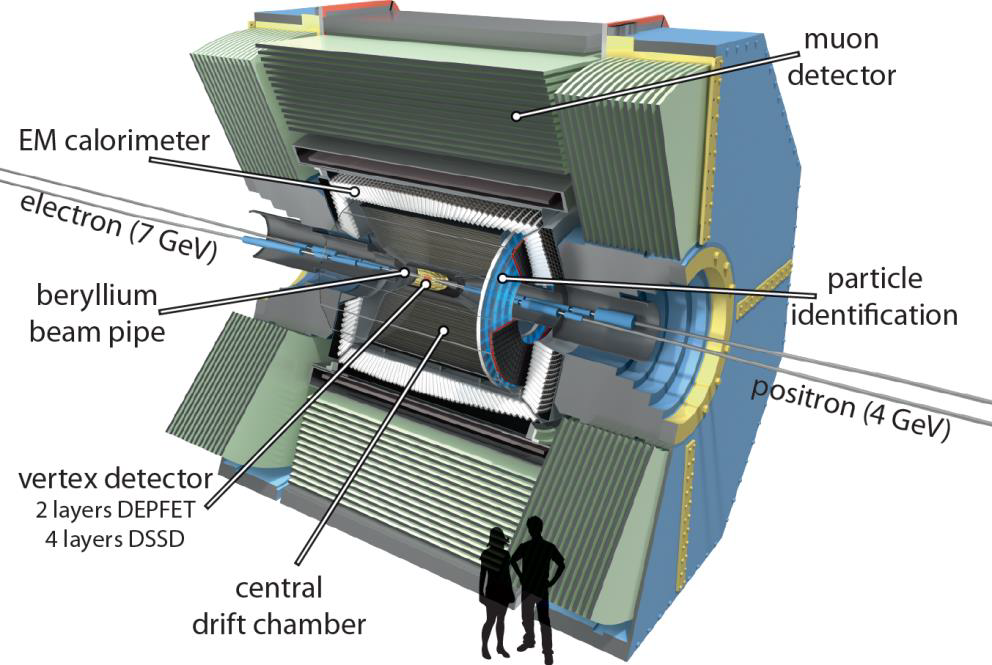 muon
detector
EM calorimeter
electron (7 GeV)
beryllium
beam pipe
particle
identification
positron (4 GeV)
vertex detector
2 layers DEPFET
4 layers DSSD
central
drift chamber